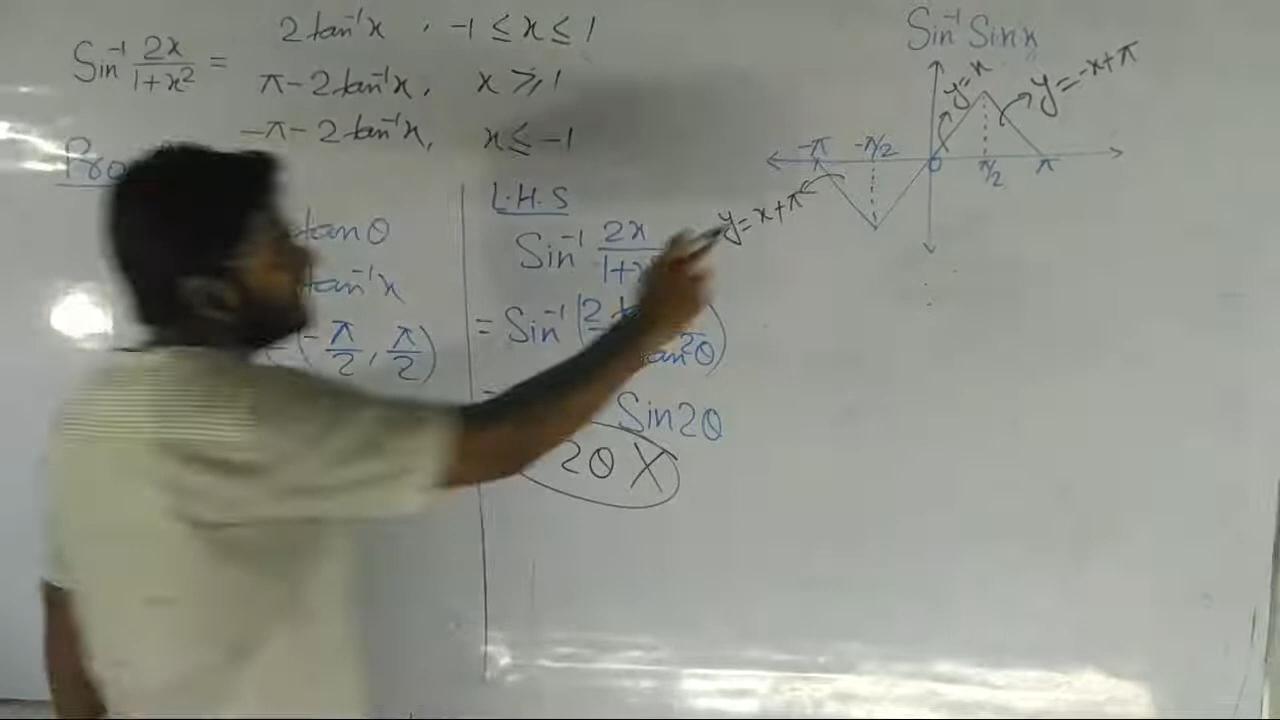 Sin⁻¹ 2x/1+x² = 2 tan⁻¹x , -1 ≤ x ≤ 1
π - 2 tan⁻¹x, x ≥ 1
-π - 2 tan⁻¹x, x ≤ -1
tan θ
tan⁻¹x
(-π/2, π/2)
L.H.S
Sin⁻¹ 2x/1+x
= Sin⁻¹ (2 tan²θ)
= Sin2θ
2θ X
Sin⁻¹ Sin x
y=x
y=-x+π
-π -π/2 0 π/2 π
y=x+π